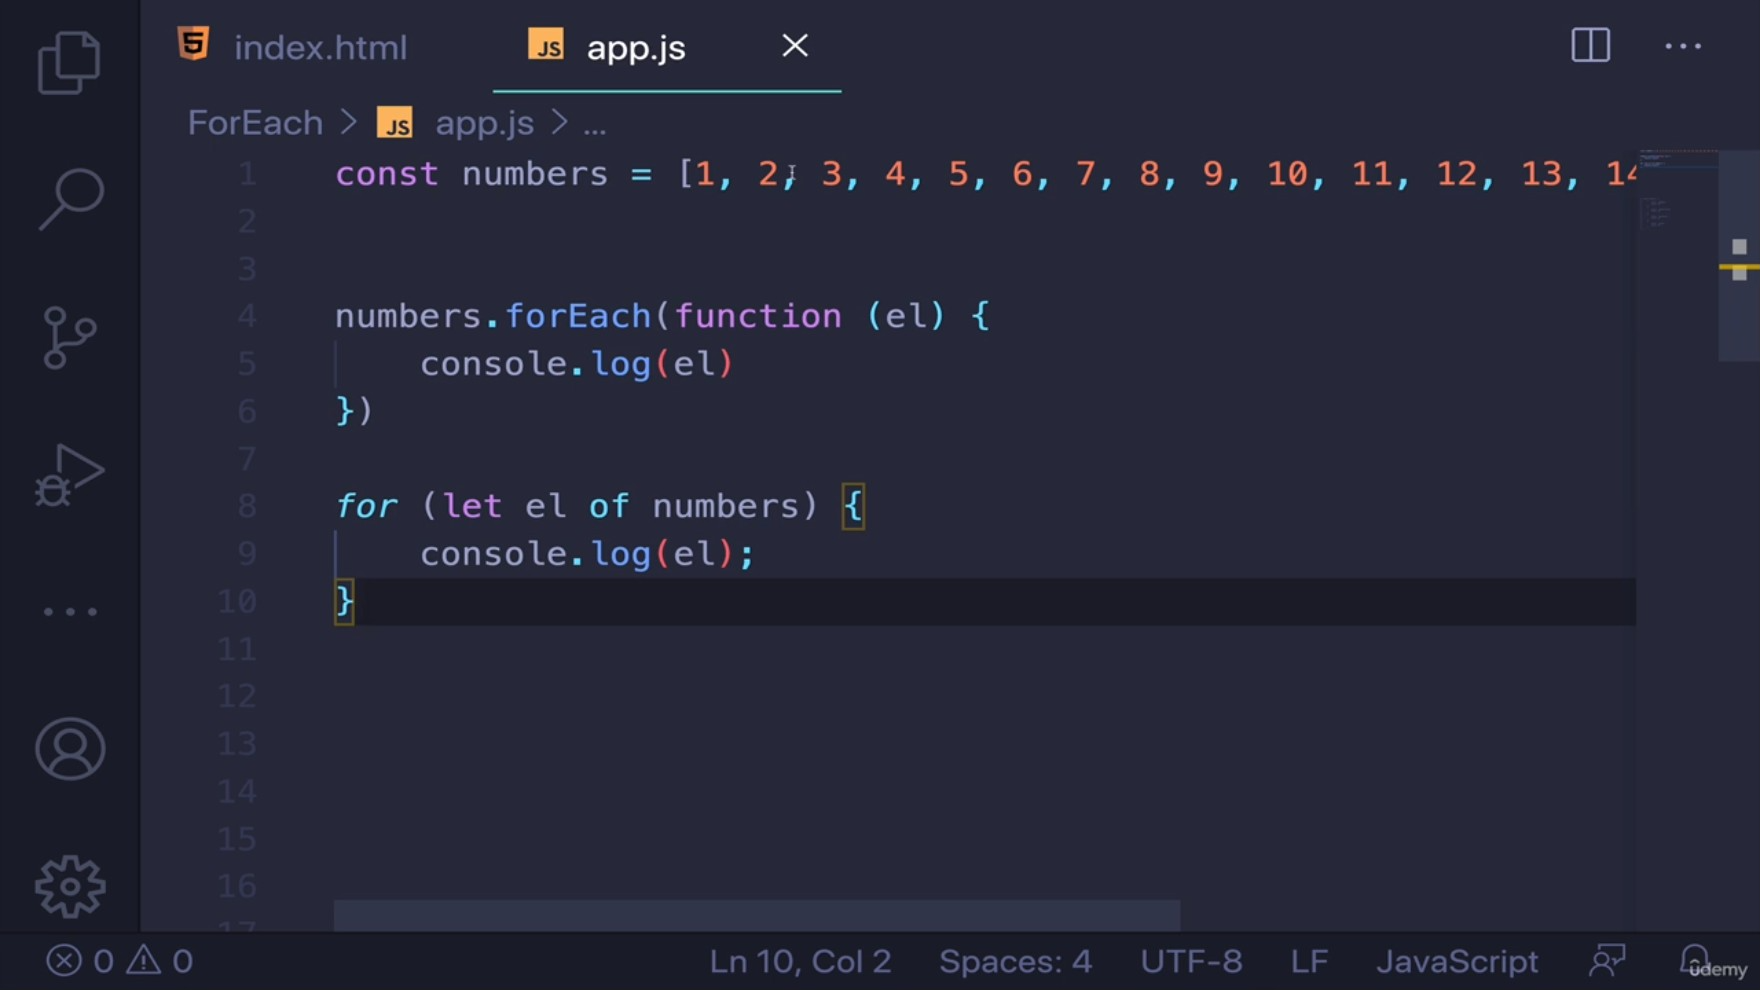 index.html
JS app.js
ForEach > JS app.js > ...
1 const numbers = [1, 2, 3, 4, 5, 6, 7, 8, 9, 10, 11, 12, 13, 14
2
3
4 numbers.forEach(function (el) {
5     console.log(el)
6 })
7
8 for (let el of numbers) {
9     console.log(el);
10 }
11
12
13
14
15
16
17
0 0 Ln 10, Col 2 Spaces: 4 UTF-8 LF JavaScript
udemy